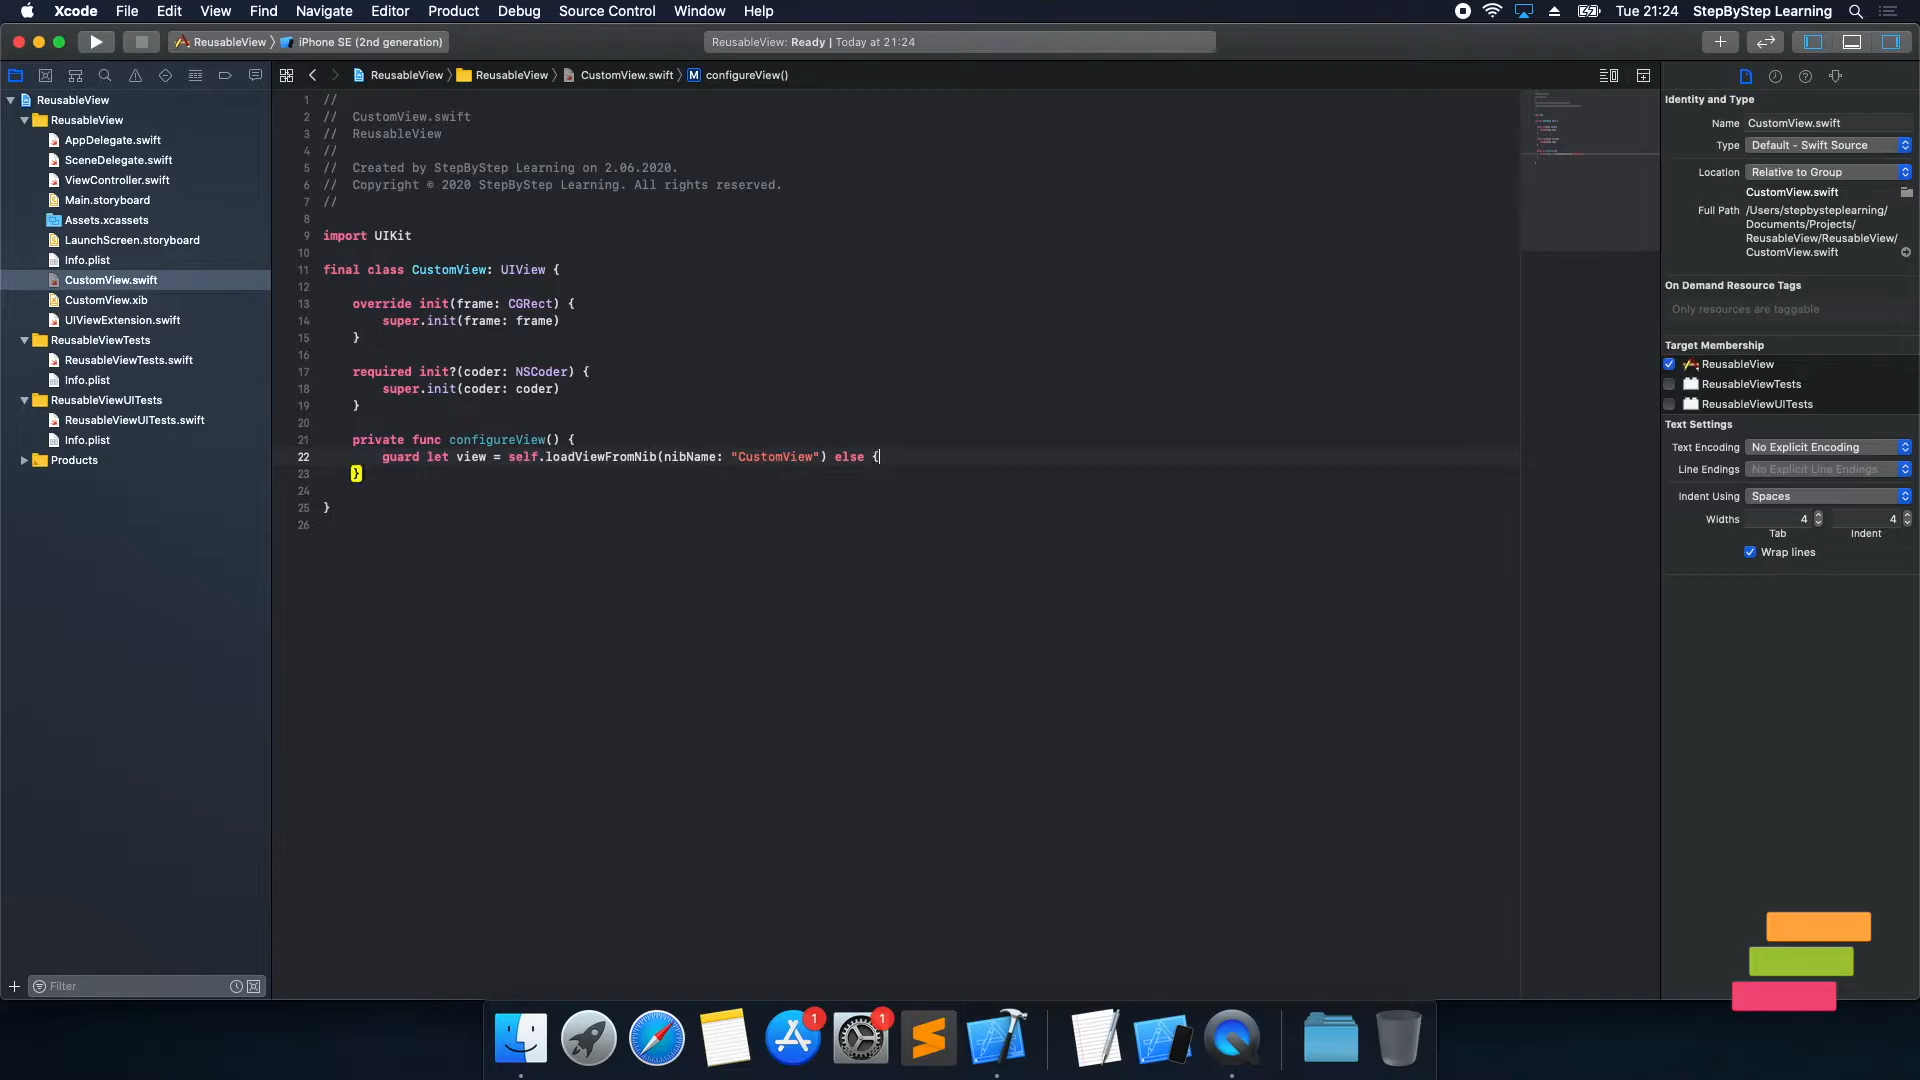 Xcode File Edit View Find Navigate Editor Product Debug Source Control Window Help
Tue 21:24 StepByStep Learning
ReusableView iPhone SE (2nd generation)
ReusableView: Ready | Today at 21:24
ReusableView ReusableView CustomView.swift M configureView()
ReusableView
ReusableView
AppDelegate.swift
SceneDelegate.swift
ViewController.swift
Main.storyboard
Assets.xcassets
LaunchScreen.storyboard
Info.plist
CustomView.swift
CustomView.xib
UIViewExtension.swift
ReusableViewTests
ReusableViewTests.swift
Info.plist
ReusableViewUITests
ReusableViewUITests.swift
Info.plist
Products
Filter
1 //
2 // CustomView.swift
3 // ReusableView
4 //
5 // Created by StepByStep Learning on 2.06.2020.
6 // Copyright © 2020 StepByStep Learning. All rights reserved.
7 //
8
9 import UIKit
10
11 final class CustomView: UIView {
12
13 override init(frame: CGRect) {
14 super.init(frame: frame)
15 }
16
17 required init?(coder: NSCoder) {
18 super.init(coder: coder)
19 }
20
21 private func configureView() {
22 guard let view = self.loadViewFromNib(nibName: "CustomView") else {
23 }
24
25 }
26
Identity and Type
Name CustomView.swift
Type Default - Swift Source
Location Relative to Group
CustomView.swift
Full Path /Users/stepbysteplearning/
Documents/Projects/
ReusableView/ReusableView/
CustomView.swift
On Demand Resource Tags
Only resources are taggable
Target Membership
ReusableView
ReusableViewTests
ReusableViewUITests
Text Settings
Text Encoding No Explicit Encoding
Line Endings No Explicit Line Endings
Indent Using Spaces
Widths 4 4
Tab Indent
Wrap lines
1
1